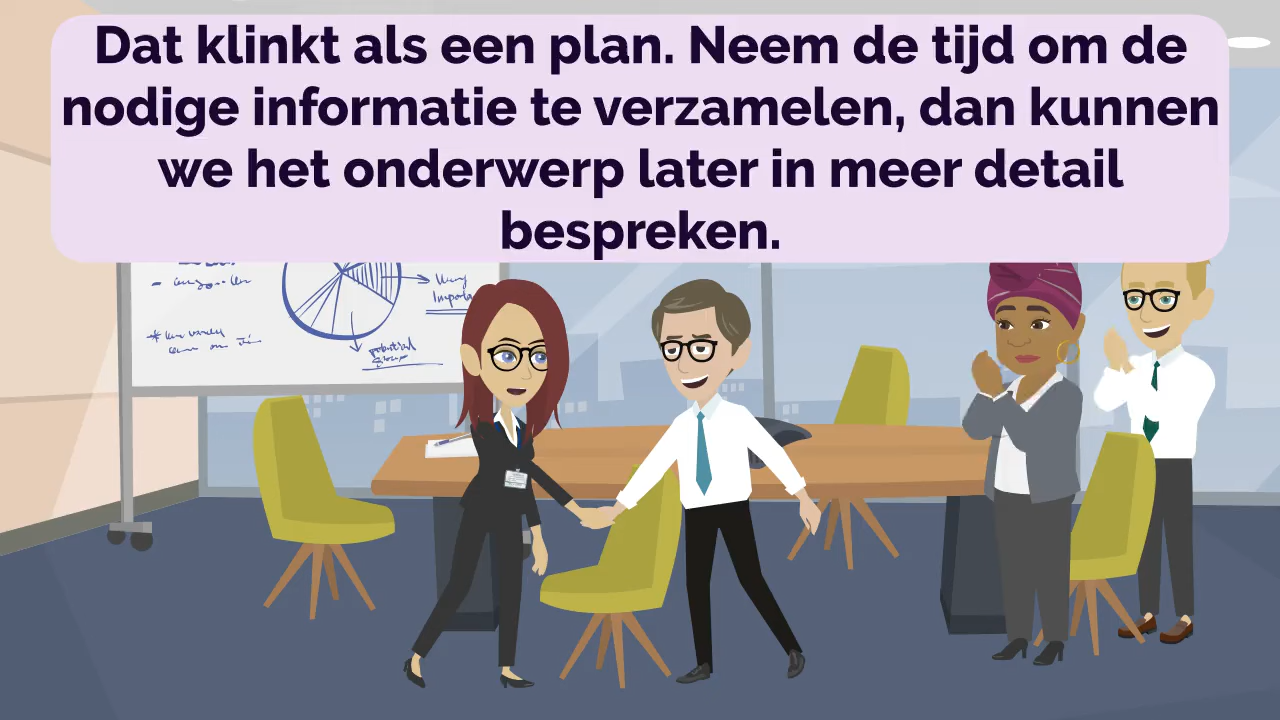 Dat klinkt als een plan. Neem de tijd om de
nodige informatie te verzamelen, dan kunnen
we het onderwerp later in meer detail
bespreken.